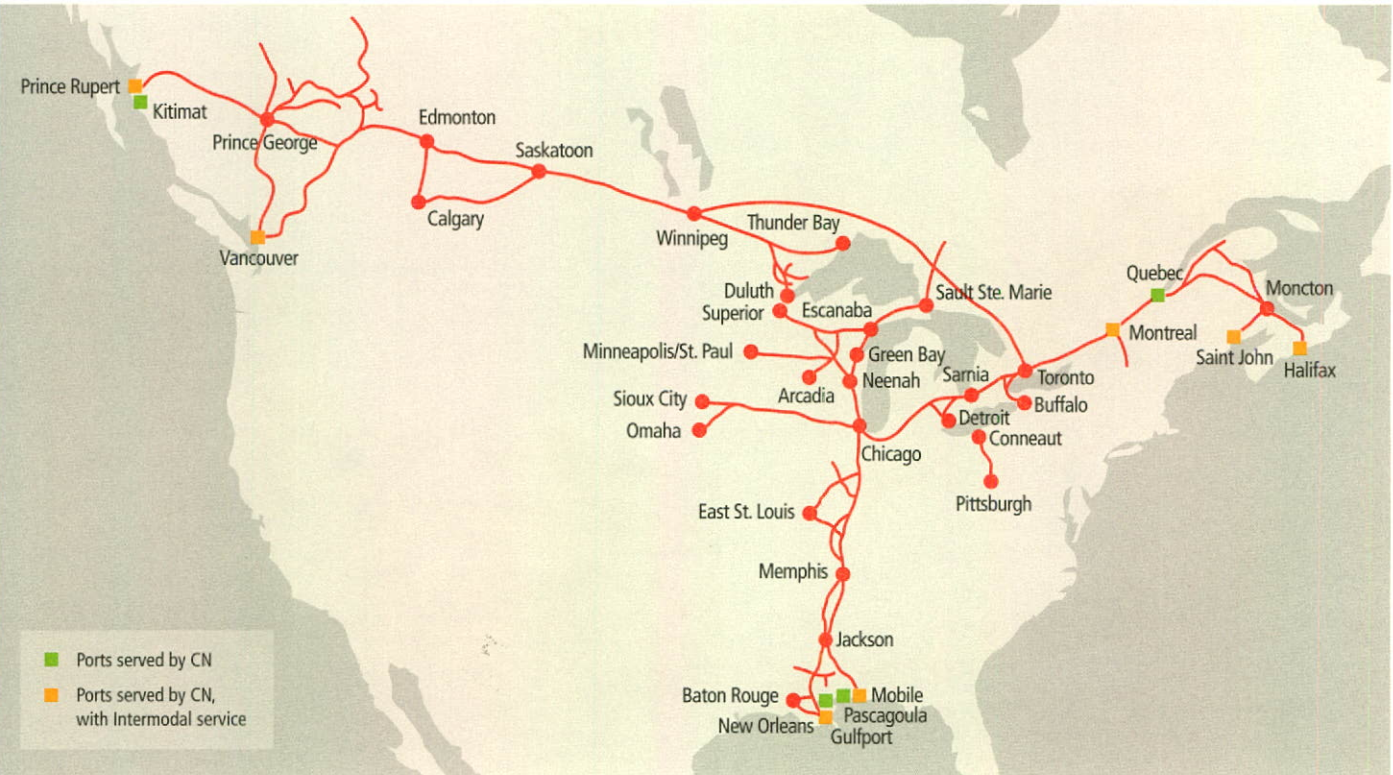 Prince Rupert
Kitimat
Prince George
Edmonton
Saskatoon
Calgary
Vancouver
Winnipeg
Thunder Bay
Duluth
Superior
Escanaba
Sault Ste. Marie
Quebec
Moncton
Montreal
Saint John
Halifax
Minneapolis/St. Paul
Green Bay
Arcadia
Neenah
Sarnia
Toronto
Sioux City
Buffalo
Omaha
Detroit
Conneaut
Chicago
Pittsburgh
East St. Louis
Memphis
Jackson
Baton Rouge
Mobile
New Orleans
Pascagoula
Gulfport
Ports served by CN
Ports served by CN,
with Intermodal service